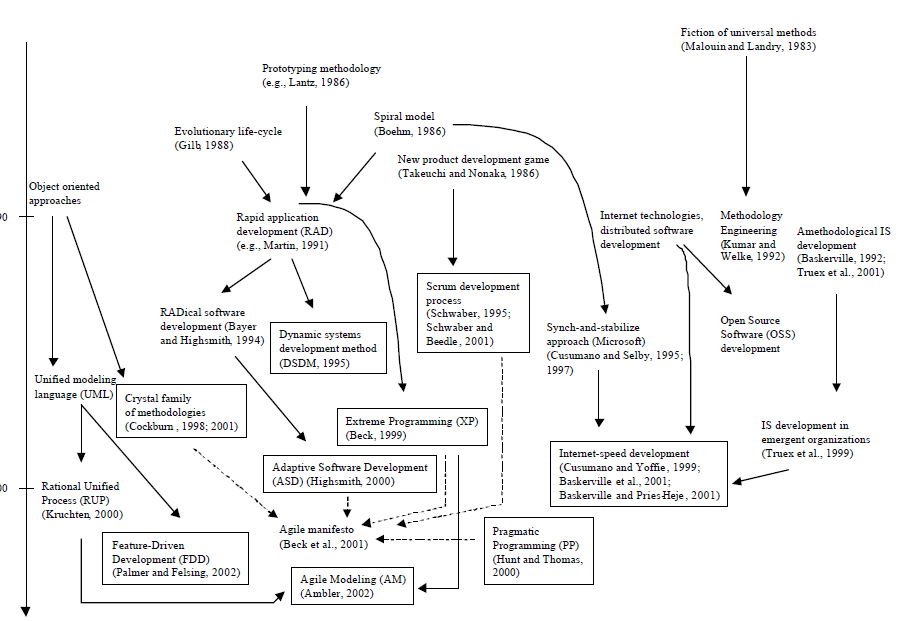 Fiction of universal methods
(Malouin and Landry, 1983)
Prototyping methodology
(e.g., Lantz, 1986)
Spiral model
(Boehm, 1986)
Evolutionary life-cycle
(Gilb, 1988)
New product development game
(Takeuchi and Nonaka, 1986)
Object oriented
approaches
00
Rapid application
development (RAD)
(e.g., Martin, 1991)
Internet technologies,
distributed software
development
Methodology
Engineering
(Kumar and
Welke, 1992)
Amethodological IS
development
(Baskerville, 1992;
Truex et al., 2001)
Scrum development
process
(Schwaber, 1995;
Schwaber and
Beedle, 2001)
RADical software
development (Bayer
and Highsmith, 1994)
Dynamic systems
development method
(DSDM, 1995)
Synch-and-stabilize
approach (Microsoft)
(Cusumano and Selby, 1995;
1997)
Open Source
Software (OSS)
development
Unified modeling
language (UML)
Crystal family
of methodologies
(Cockburn, 1998; 2001)
Extreme Programming (XP)
(Beck, 1999)
IS development in
emergent organizations
(Truex et al., 1999)
Adaptive Software Development
(ASD) (Highsmith, 2000)
Internet-speed development
(Cusumano and Yoffie, 1999;
Baskerville et al., 2001;
Baskerville and Pries-Heje, 2001)
00
Rational Unified
Process (RUP)
(Kruchten, 2000)
Agile manifesto
(Beck et al., 2001)
Pragmatic
Programming (PP)
(Hunt and Thomas,
2000)
Feature-Driven
Development (FDD)
(Palmer and Felsing, 2002)
Agile Modeling (AM)
(Ambler, 2002)